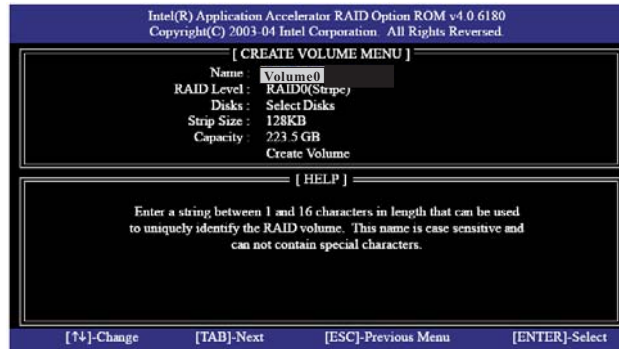 Intel(R) Application Accelerator RAID Option ROM v4.0 6180
Copyright(C) 2003-04 Intel Corporation. All Rights Reversed.
[ CREATE VOLUME MENU ]
Name : Volume0
RAID Level : RAID0(Stripe)
Disks : Select Disks
Strip Size : 128KB
Capacity : 223.5 GB
Create Volume
[ HELP ]
Enter a string between 1 and 16 characters in length that can be used
to uniquely identify the RAID volume. This name is case sensitive and
can not contain special characters.
[↑↓]-Change [TAB]-Next [ESC]-Previous Menu [ENTER]-Select